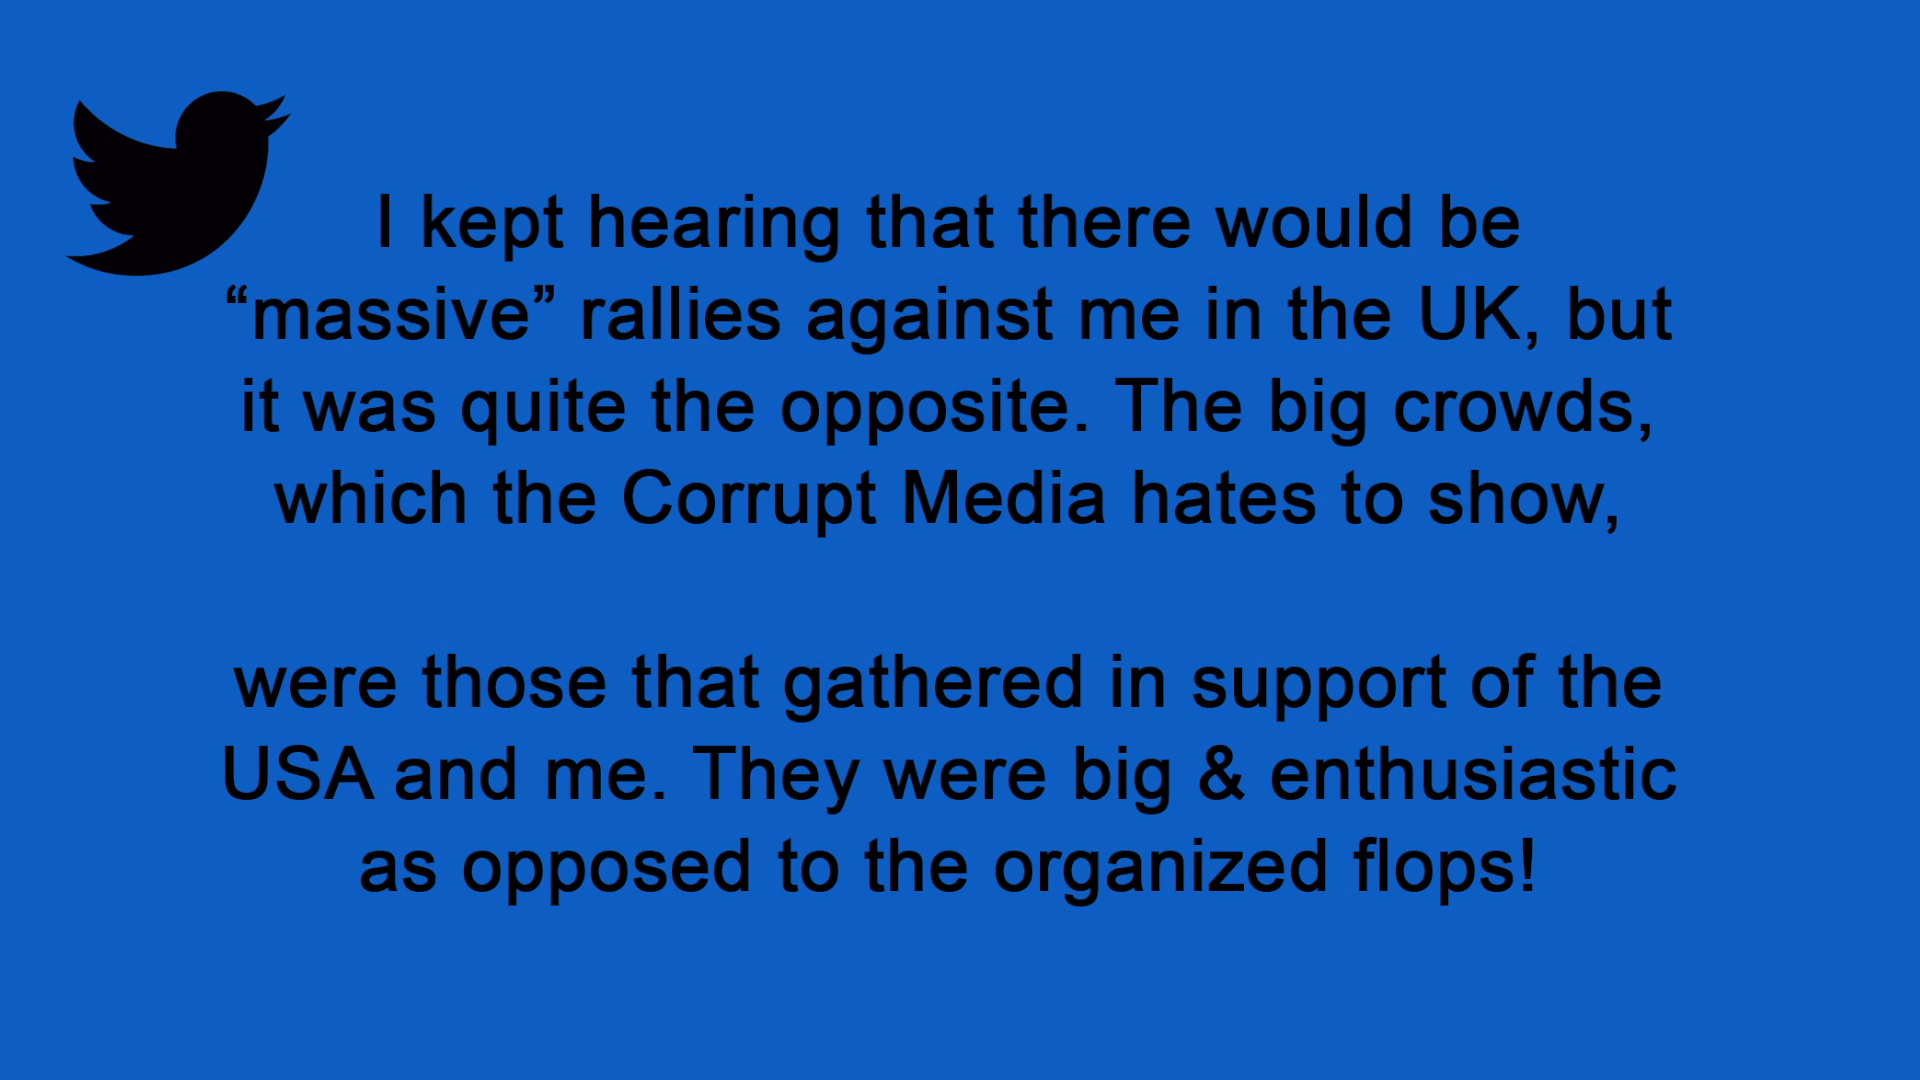 I kept hearing that there would be
“massive” rallies against me in the UK, but
it was quite the opposite. The big crowds,
which the Corrupt Media hates to show,
were those that gathered in support of the
USA and me. They were big & enthusiastic
as opposed to the organized flops!